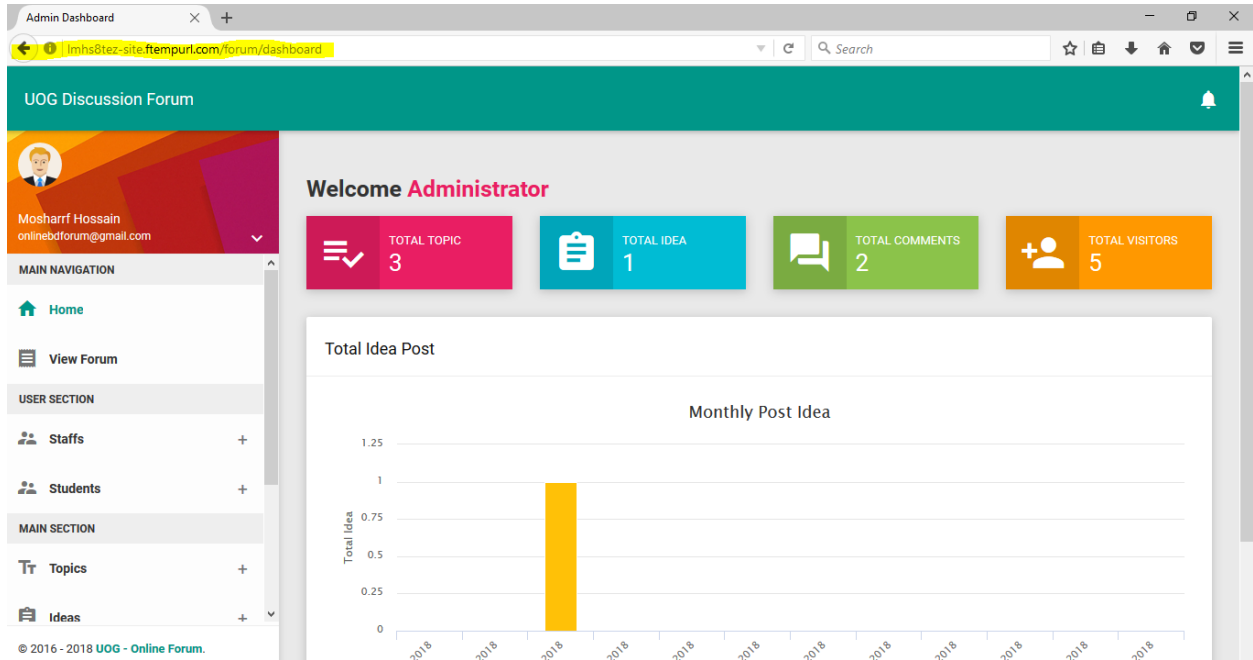 Admin Dashboard
lmhs8tez-site.ftempurl.com/forum/dashboard
Search
UOG Discussion Forum
Mosharrf Hossain
onlinebdforum@gmail.com
MAIN NAVIGATION
Home
View Forum
USER SECTION
Staffs +
Students +
MAIN SECTION
Topics +
Ideas +
© 2016 - 2018 UOG - Online Forum.
Welcome Administrator
TOTAL TOPIC
3
TOTAL IDEA
1
TOTAL COMMENTS
2
TOTAL VISITORS
5
Total Idea Post
Monthly Post Idea
Total Idea
1.25
1
0.75
0.5
0.25
0
2018
2018
2018
2018
2018
2018
2018
2018
2018
2018
2018
2018